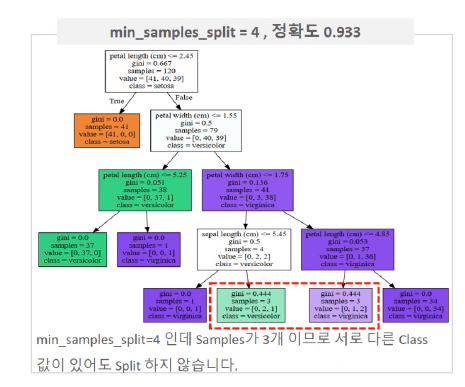 min_samples_split = 4 , 정확도 0.933
petal length (cm) <= 2.45
gini = 0.667
samples = 120
value = [41, 40, 39]
class = setosa
True
False
gini = 0.0
samples = 41
value = [41, 0, 0]
class = setosa
petal width (cm) <= 1.55
gini = 0.5
samples = 79
value = [0, 40, 39]
class = versicolor
petal length (cm) <= 5.25
gini = 0.051
samples = 38
value = [0, 37, 1]
class = versicolor
petal width (cm) <= 1.75
gini = 0.136
samples = 41
value = [0, 3, 38]
class = virginica
gini = 0.0
samples = 37
value = [0, 37, 0]
class = versicolor
gini = 0.0
samples = 1
value = [0, 0, 1]
class = virginica
sepal length (cm) <= 5.45
gini = 0.5
samples = 4
value = [0, 2, 2]
class = versicolor
petal length (cm) <= 4.85
gini = 0.053
samples = 37
value = [0, 1, 36]
class = virginica
gini = 0.0
samples = 1
value = [0, 0, 1]
class = virginica
gini = 0.444
samples = 3
value = [0, 2, 1]
class = versicolor
gini = 0.444
samples = 3
value = [0, 1, 2]
class = virginica
gini = 0.0
samples = 34
value = [0, 0, 34]
class = virginica
min_samples_split=4 인데 Samples가 3개 이므로 서로 다른 Class
값이 있어도 Split 하지 않습니다.